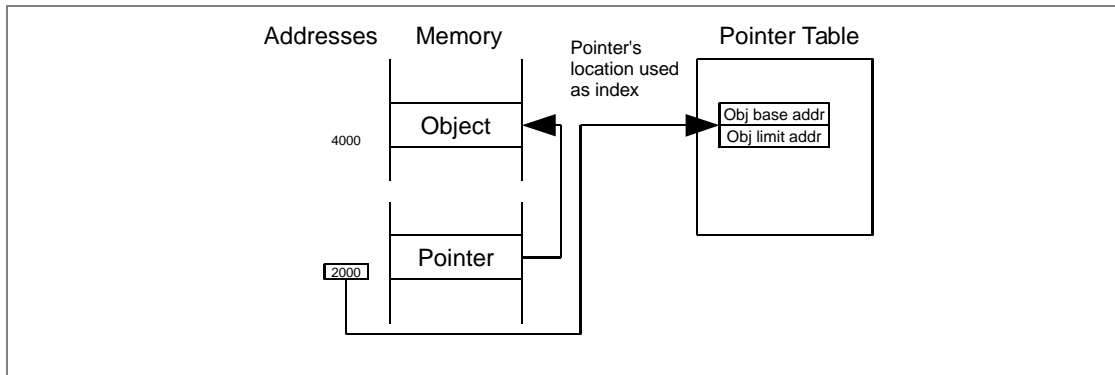 Addresses
Memory
Pointer's
location used
as index
Pointer Table
Object
4000
Obj base addr
Obj limit addr
Pointer
2000